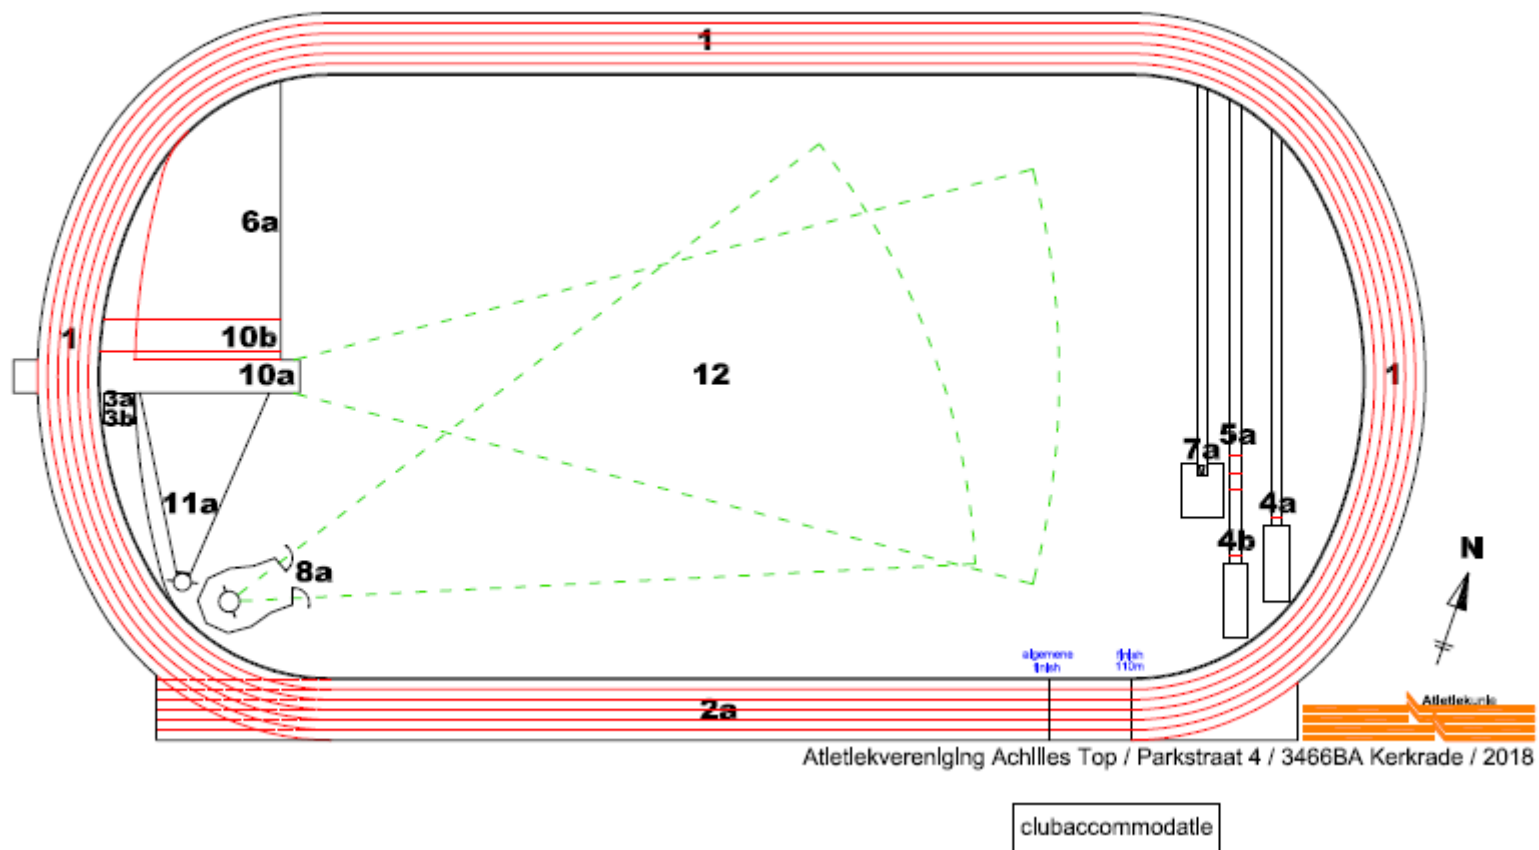 1
6a
1
10b
10a
12
1
3a
3b
5a
7a
11a
4a
4b
N
8a
algemene
finish
finish
110m
2a
Atletiekunie
Atletiekvereniging Achilles Top / Parkstraat 4 / 3466BA Kerkrade / 2018
clubaccommodatie